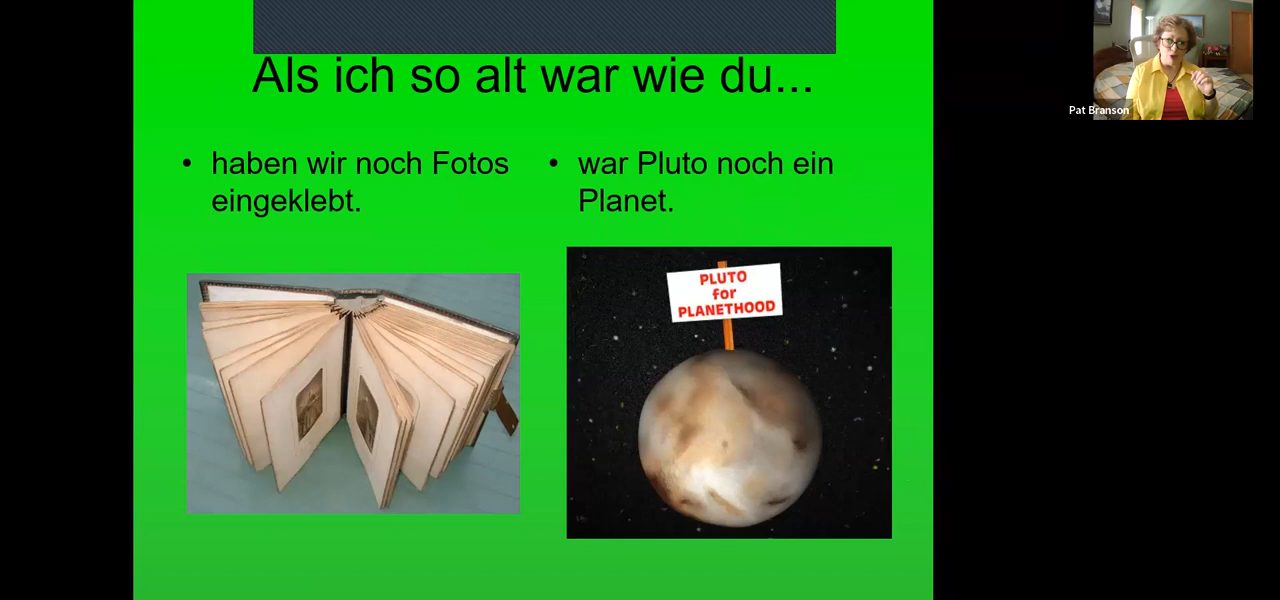 Als ich so alt war wie du...
• haben wir noch Fotos
eingeklebt.
• war Pluto noch ein
Planet.
PLUTO
for
PLANETHOOD
Pat Branson